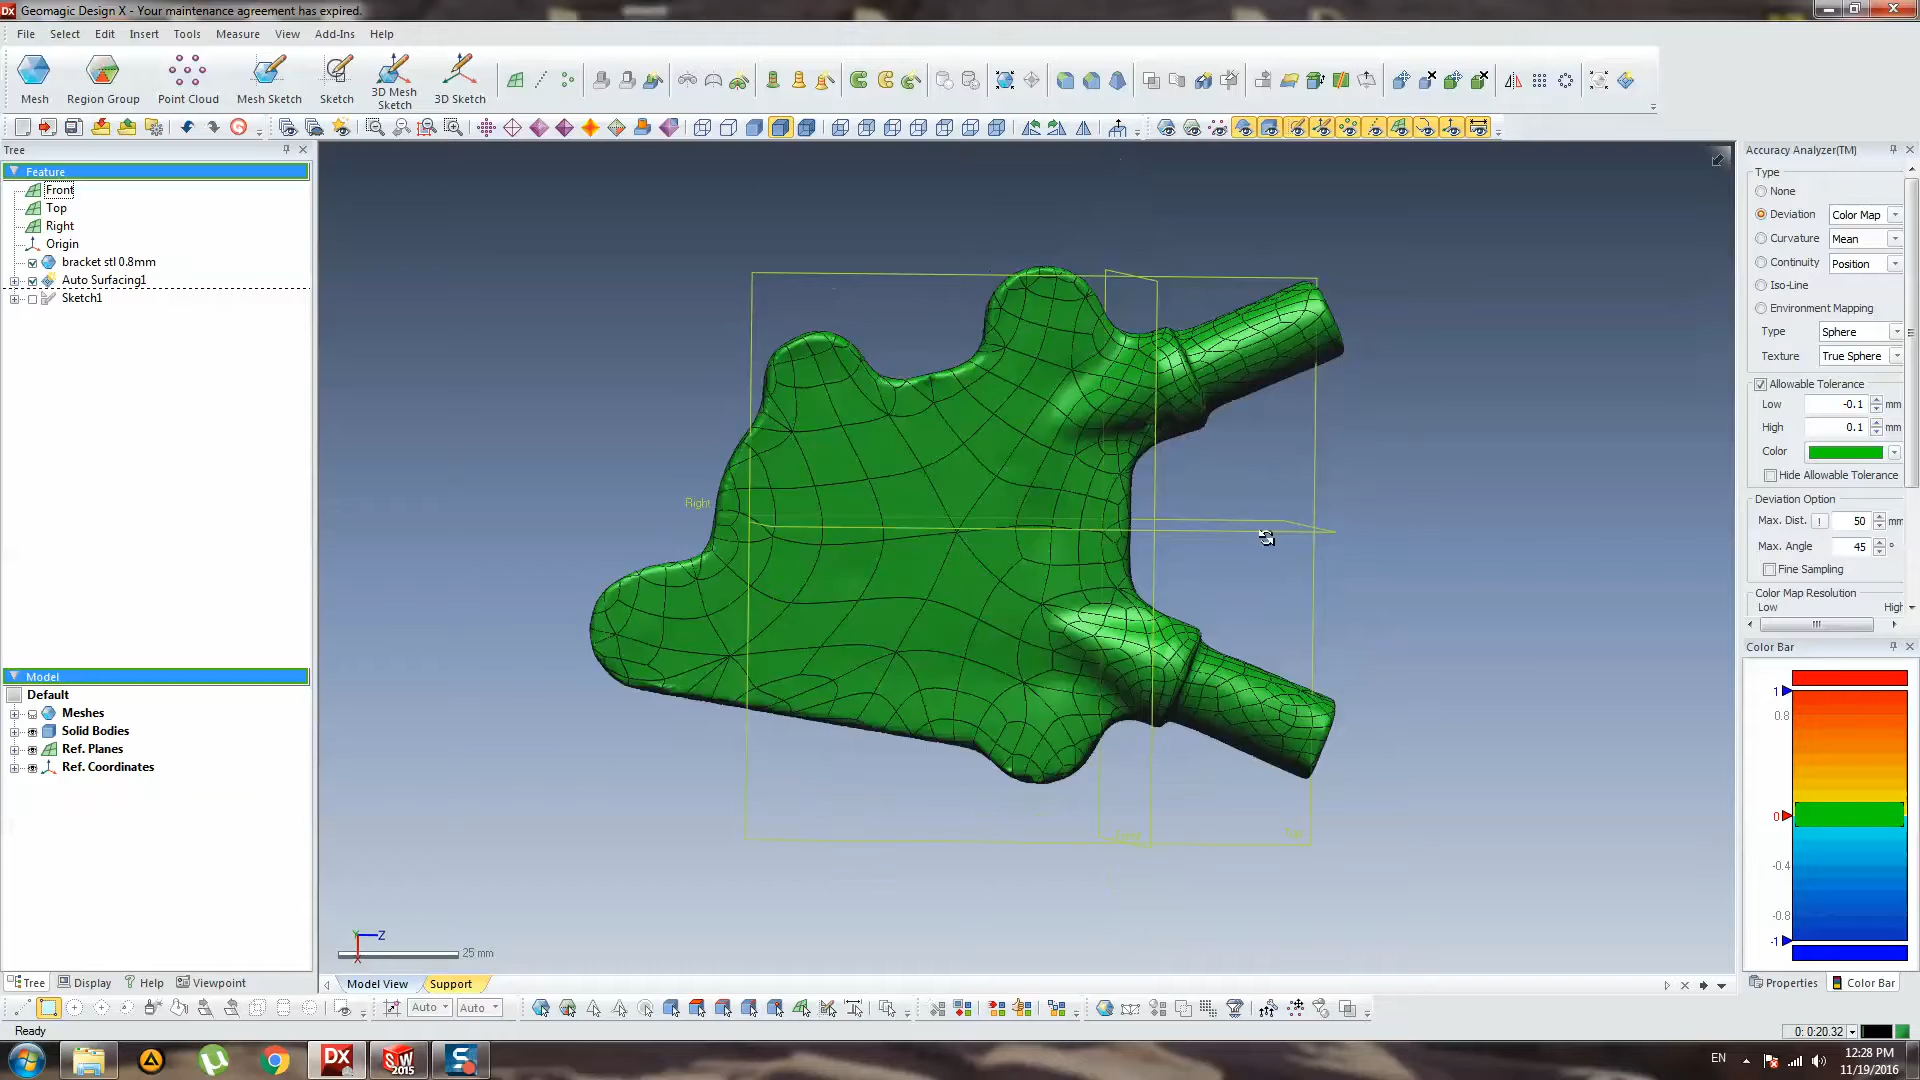 Geomagic Design X - Your maintenance agreement has expired.
File Select Edit Insert Tools Measure View Add-Ins Help
Mesh Region Group Point Cloud Mesh Sketch Sketch 3D Mesh Sketch 3D Sketch
Tree
Feature
Front
Top
Right
Origin
bracket stl 0.8mm
Auto Surfacing1
Sketch1
Model
Default
Meshes
Solid Bodies
Ref. Planes
Ref. Coordinates
Tree Display Help Viewpoint
Right
Front
Top
Y Z
X
25 mm
Model View Support
Accuracy Analyzer(TM)
Type
None
Deviation Color Map
Curvature Mean
Continuity Position
Iso-Line
Environment Mapping
Type Sphere
Texture True Sphere
Allowable Tolerance
Low -0.1 mm
High 0.1 mm
Color
Hide Allowable Tolerance
Deviation Option
Max. Dist. ! 50 mm
Max. Angle 45 °
Fine Sampling
Color Map Resolution
Low High
Color Bar
1
0.8
0
-0.4
-0.8
-1
Properties Color Bar
Auto Auto
Ready
0: 0:20.32
DX SW 2015 S
EN
12:28 PM
11/19/2016